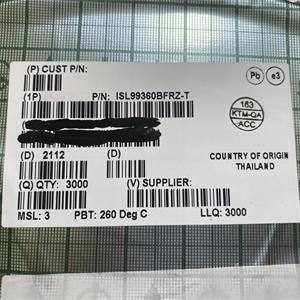 (P) CUST P/N:
Pb
e3
(1P) P/N: ISL99360BFRZ-T
163
KTM-QA
ACC
(D) 2112 (D)
COUNTRY OF ORIGIN
THAILAND
(Q) QTY: 3000 (V) SUPPLIER:
MSL: 3 PBT: 260 Deg C LLQ: 3000